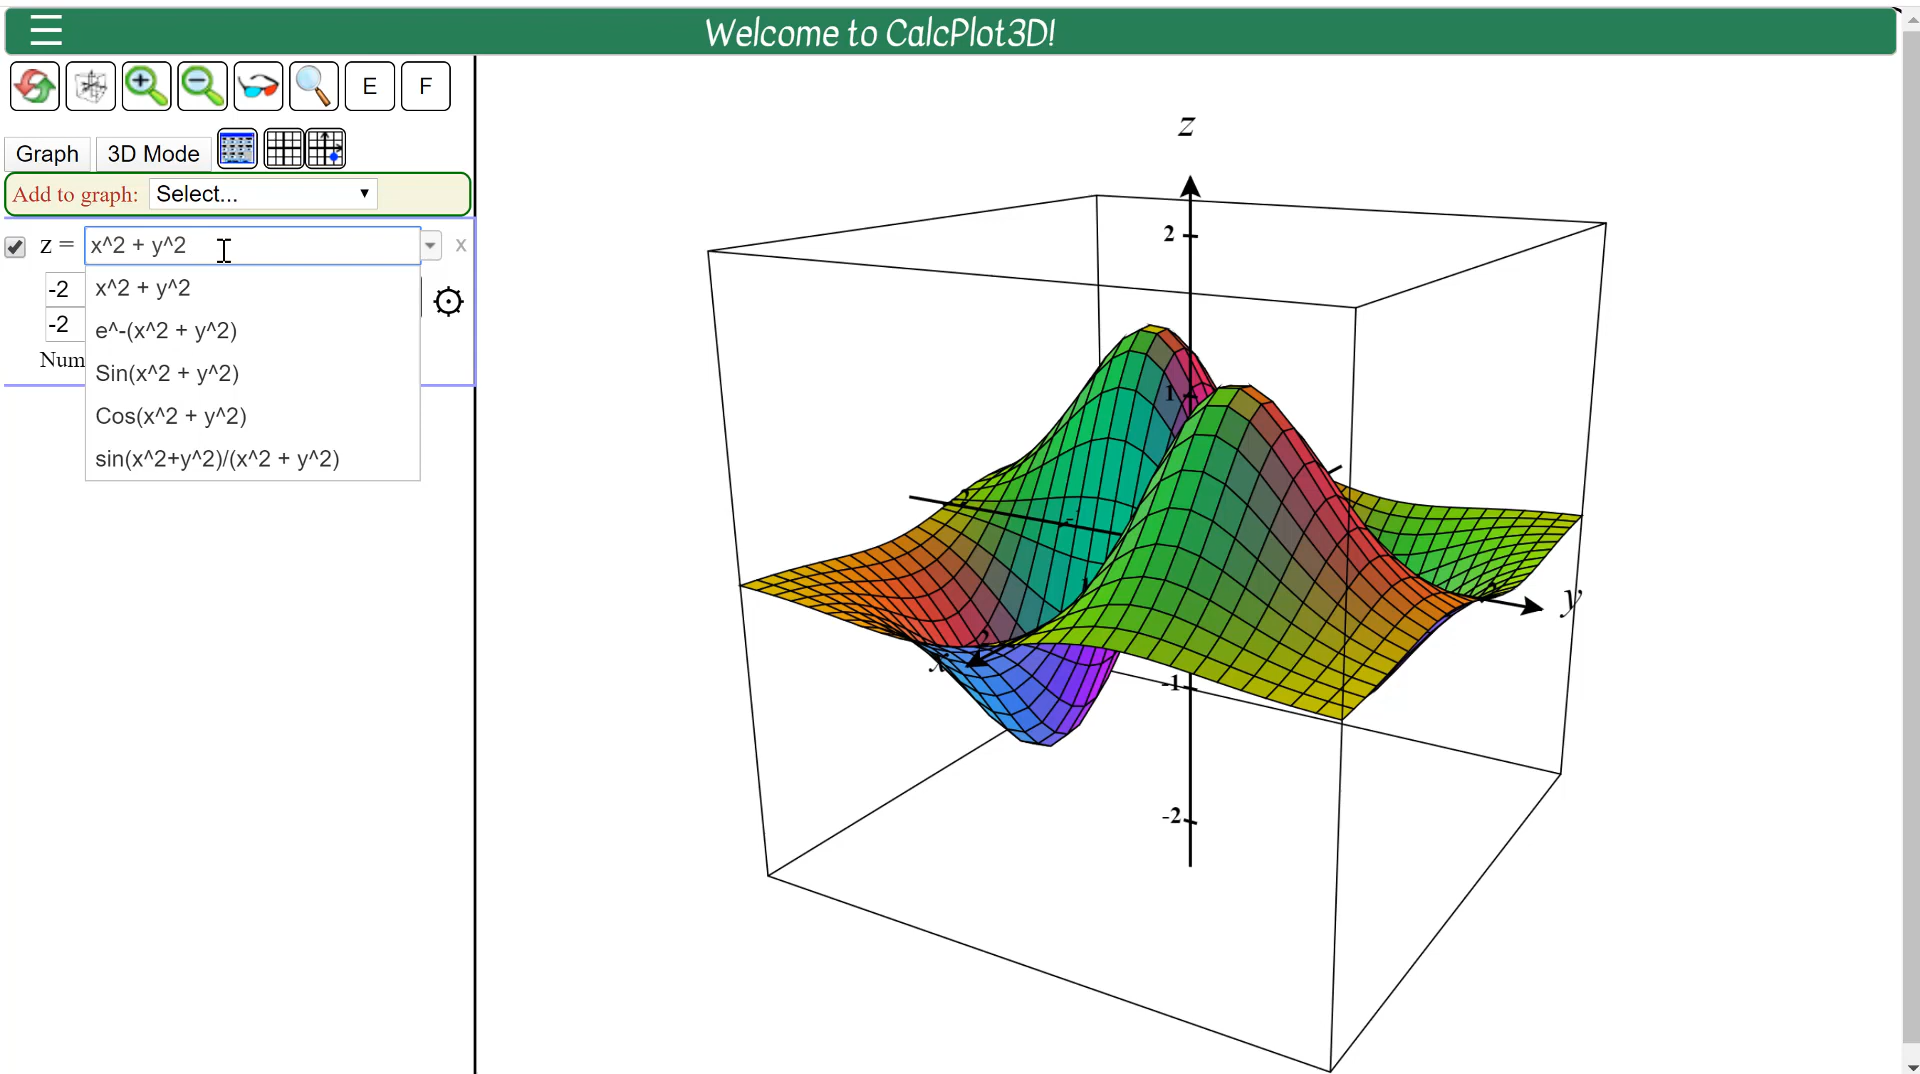 Welcome to CalcPlot3D!
E F
Graph 3D Mode
Add to graph: Select...
z = x^2 + y^2 x
-2
-2
Num
x^2 + y^2
e^-(x^2 + y^2)
Sin(x^2 + y^2)
Cos(x^2 + y^2)
sin(x^2+y^2)/(x^2 + y^2)
z
2
1
-1
-2
y
x
2